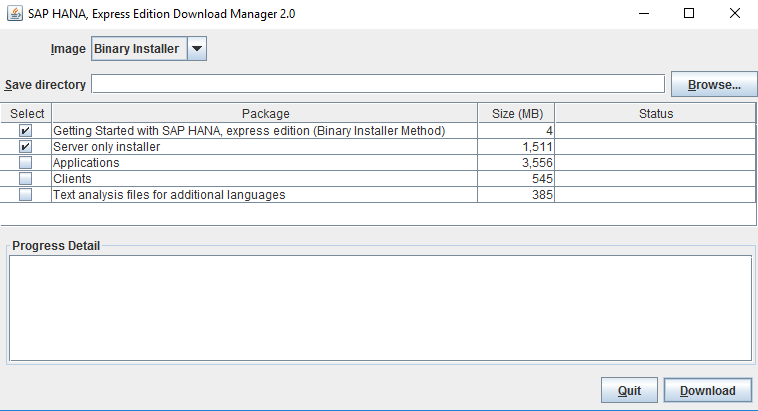 SAP HANA, Express Edition Download Manager 2.0
Image Binary Installer
Save directory Browse...
Select Package Size (MB) Status
Getting Started with SAP HANA, express edition (Binary Installer Method) 4
Server only installer 1,511
Applications 3,556
Clients 545
Text analysis files for additional languages 385
Progress Detail
Quit Download